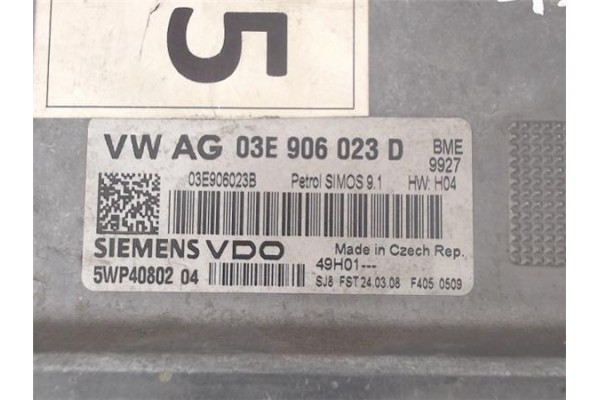 5
VW AG 03E 906 023 D BME
9927
03E906023B Petrol SIMOS 9.1 HW: H04
SIEMENS VDO Made in Czech Rep.
49H01---
5WP40802 04 SJ8 FST 24.03.08 F405 0509